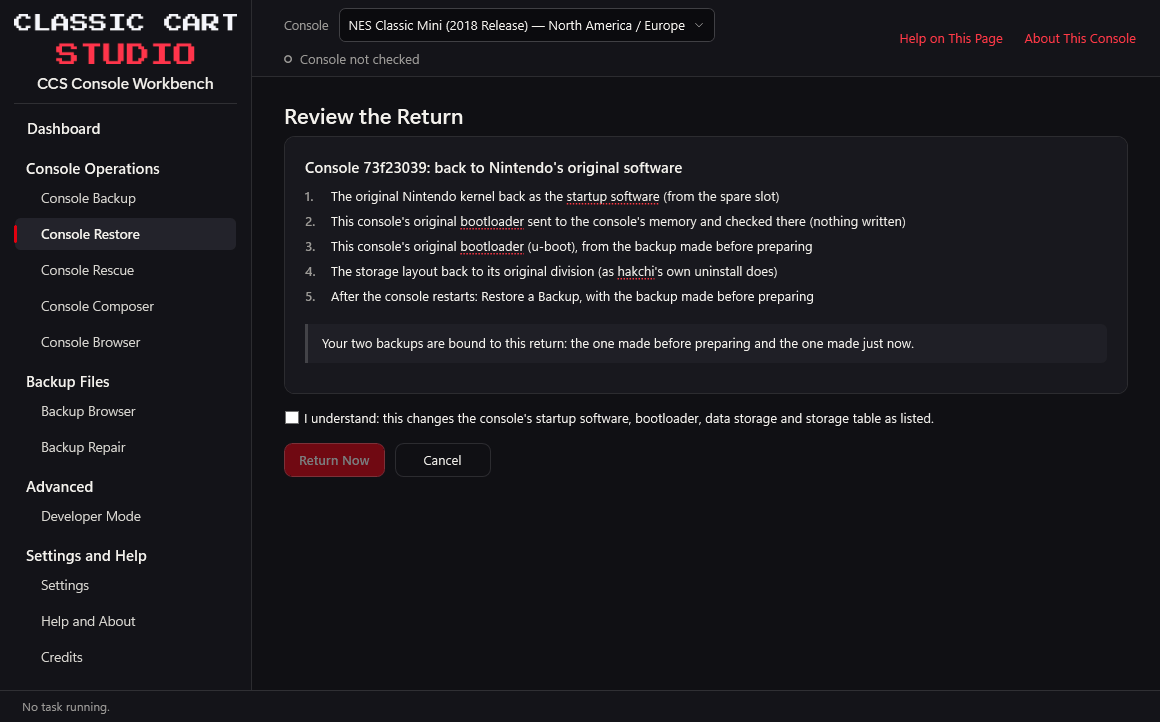 CLASSIC CART
STUDIO
CCS Console Workbench
Dashboard
Console Operations
Console Backup
Console Restore
Console Rescue
Console Composer
Console Browser
Backup Files
Backup Browser
Backup Repair
Advanced
Developer Mode
Settings and Help
Settings
Help and About
Credits
Console
NES Classic Mini (2018 Release) — North America / Europe
Console not checked
Help on This Page
About This Console
Review the Return
Console 73f23039: back to Nintendo's original software
1. The original Nintendo kernel back as the startup software (from the spare slot)
2. This console's original bootloader sent to the console's memory and checked there (nothing written)
3. This console's original bootloader (u-boot), from the backup made before preparing
4. The storage layout back to its original division (as hakchi's own uninstall does)
5. After the console restarts: Restore a Backup, with the backup made before preparing
Your two backups are bound to this return: the one made before preparing and the one made just now.
I understand: this changes the console's startup software, bootloader, data storage and storage table as listed.
Return Now
Cancel
No task running.